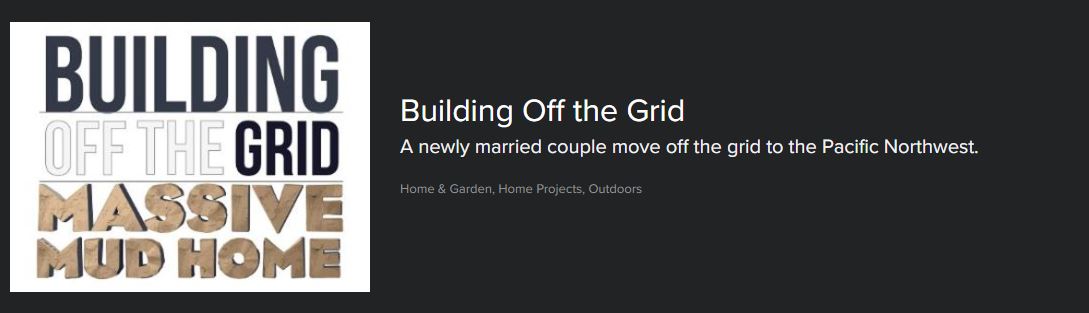 BUILDING
OFF THE GRID
MASSIVE
MUD HOME
Building Off the Grid
A newly married couple move off the grid to the Pacific Northwest.
Home & Garden, Home Projects, Outdoors